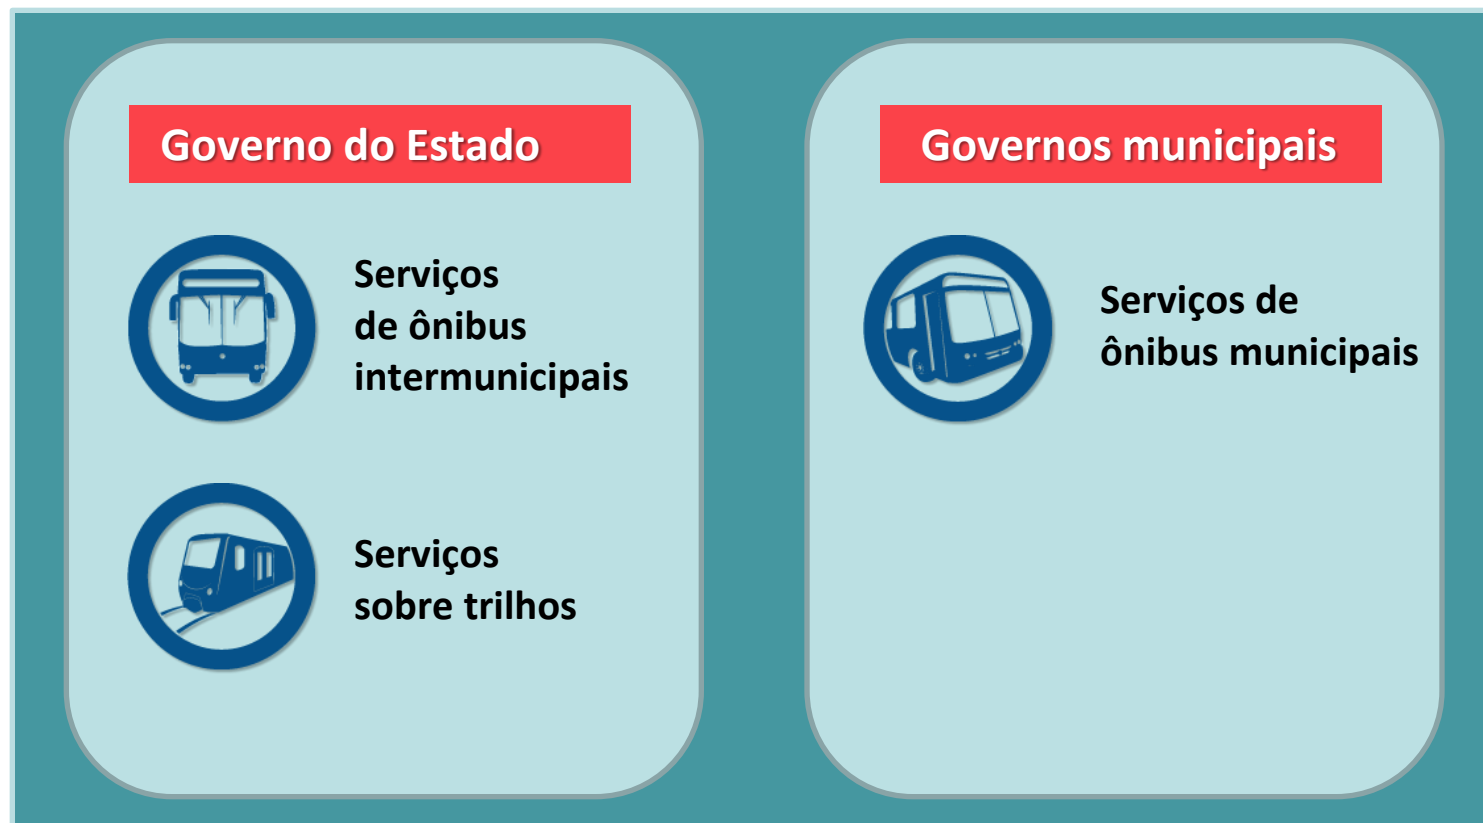 Governo do Estado
Serviços
de ônibus
intermunicipais
Serviços
sobre trilhos
Governos municipais
Serviços de
ônibus municipais